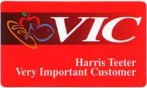 VIC
Harris Teeter
Very Important Customer